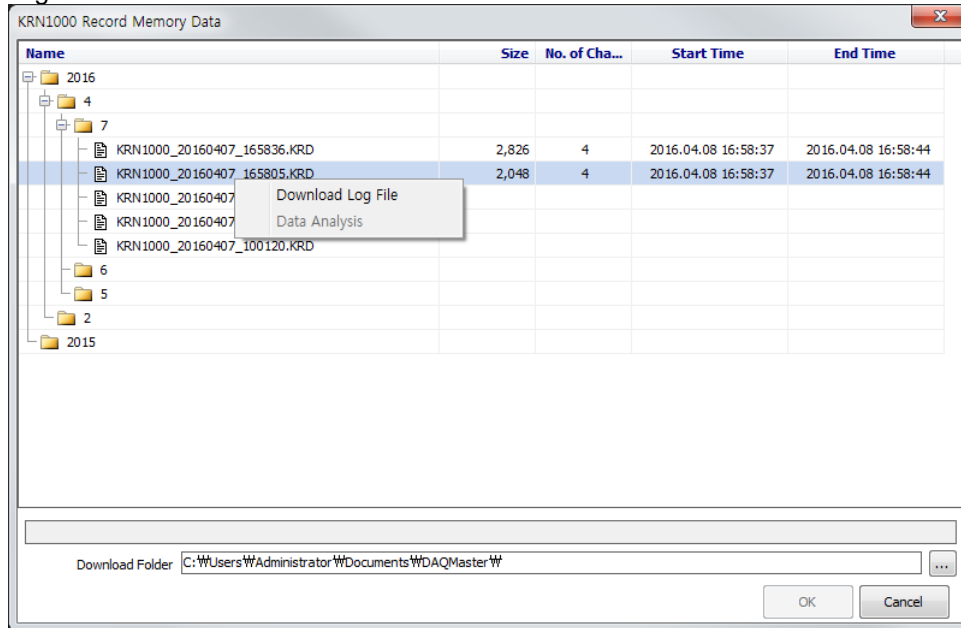 KRN1000 Record Memory Data
Name Size No. of Cha... Start Time End Time
2016
4
7
KRN1000_20160407_165836.KRD 2,826 4 2016.04.08 16:58:37 2016.04.08 16:58:44
KRN1000_20160407_165805.KRD 2,048 4 2016.04.08 16:58:37 2016.04.08 16:58:44
KRN1000_20160407
Download Log File
KRN1000_20160407
Data Analysis
KRN1000_20160407_100120.KRD
6
5
2
2015
Download Folder C:₩Users₩Administrator₩Documents₩DAQMaster₩ ...
OK Cancel